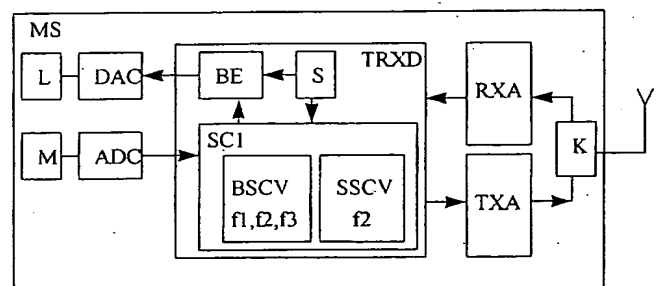 MS
TRXD
L DAC BE S RXA
SC1
M ADC K
BSCV SSCV
f1,f2,f3 f2
TXA